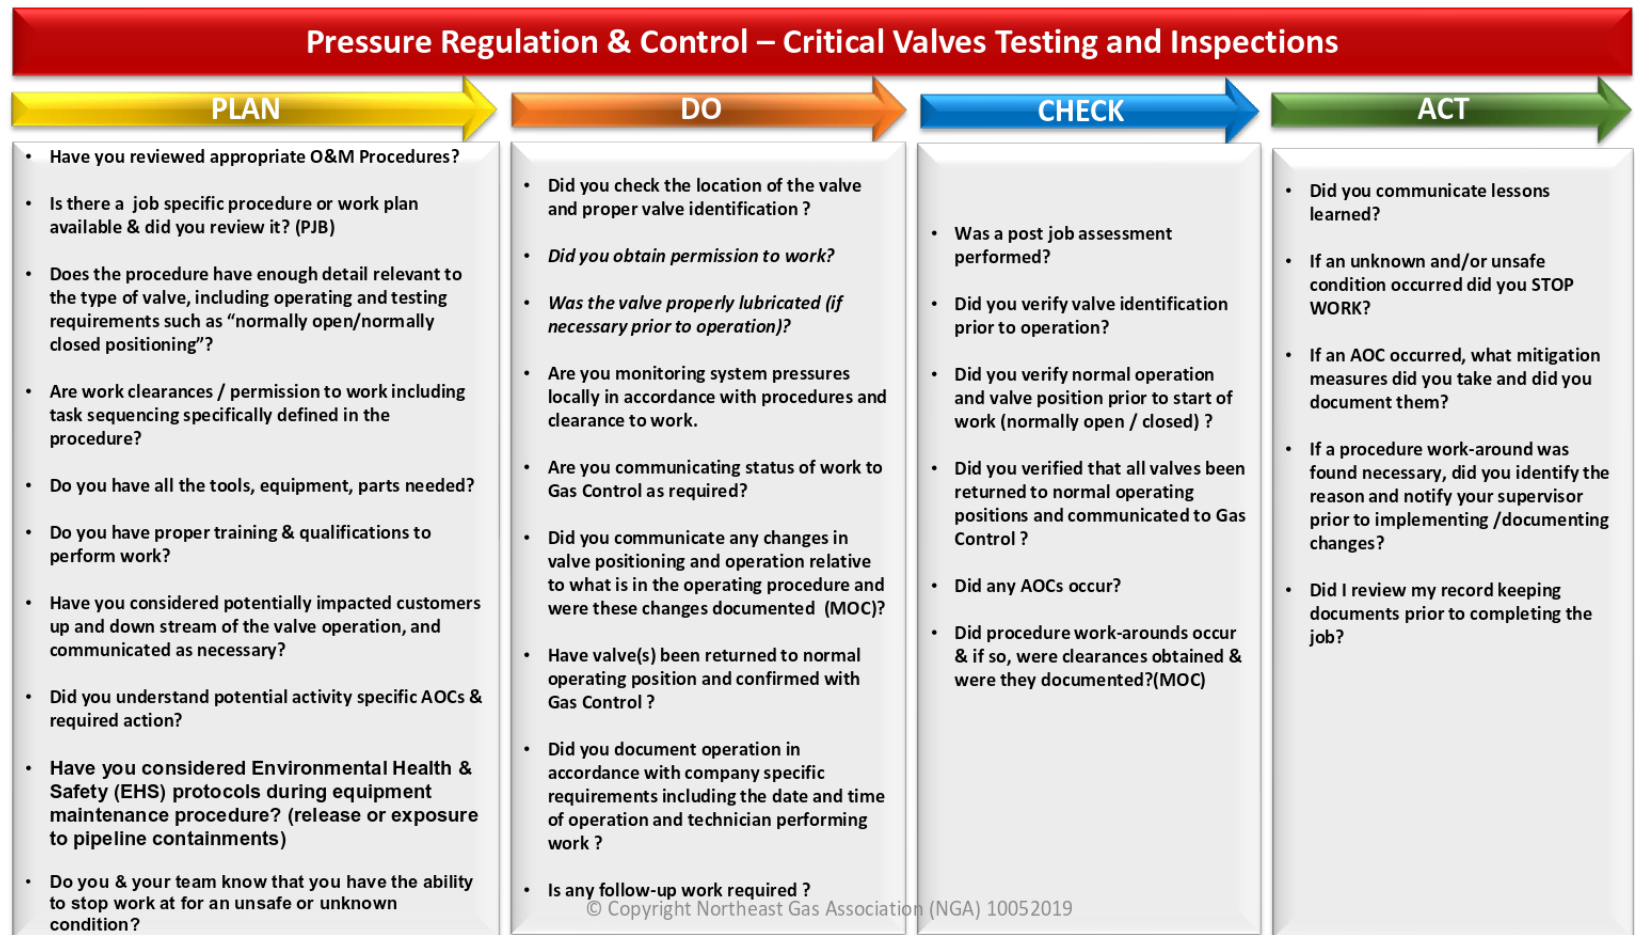 Pressure Regulation & Control – Critical Valves Testing and Inspections
PLAN
• Have you reviewed appropriate O&M Procedures?
• Is there a job specific procedure or work plan
available & did you review it? (PJB)
• Does the procedure have enough detail relevant to
the type of valve, including operating and testing
requirements such as “normally open/normally
closed positioning”?
• Are work clearances / permission to work including
task sequencing specifically defined in the
procedure?
• Do you have all the tools, equipment, parts needed?
• Do you have proper training & qualifications to
perform work?
• Have you considered potentially impacted customers
up and down stream of the valve operation, and
communicated as necessary?
• Did you understand potential activity specific AOCs &
required action?
• Have you considered Environmental Health &
Safety (EHS) protocols during equipment
maintenance procedure? (release or exposure
to pipeline containments)
• Do you & your team know that you have the ability
to stop work at for an unsafe or unknown
condition?
DO
• Did you check the location of the valve
and proper valve identification ?
• Did you obtain permission to work?
• Was the valve properly lubricated (if
necessary prior to operation)?
• Are you monitoring system pressures
locally in accordance with procedures and
clearance to work.
• Are you communicating status of work to
Gas Control as required?
• Did you communicate any changes in
valve positioning and operation relative
to what is in the operating procedure and
were these changes documented (MOC)?
• Have valve(s) been returned to normal
operating position and confirmed with
Gas Control ?
• Did you document operation in
accordance with company specific
requirements including the date and time
of operation and technician performing
work ?
• Is any follow-up work required ?
CHECK
• Was a post job assessment
performed?
• Did you verify valve identification
prior to operation?
• Did you verify normal operation
and valve position prior to start of
work (normally open / closed) ?
• Did you verified that all valves been
returned to normal operating
positions and communicated to Gas
Control ?
• Did any AOCs occur?
• Did procedure work-arounds occur
& if so, were clearances obtained &
were they documented?(MOC)
ACT
• Did you communicate lessons
learned?
• If an unknown and/or unsafe
condition occurred did you STOP
WORK?
• If an AOC occurred, what mitigation
measures did you take and did you
document them?
• If a procedure work-around was
found necessary, did you identify the
reason and notify your supervisor
prior to implementing /documenting
changes?
• Did I review my record keeping
documents prior to completing the
job?
© Copyright Northeast Gas Association (NGA) 10052019